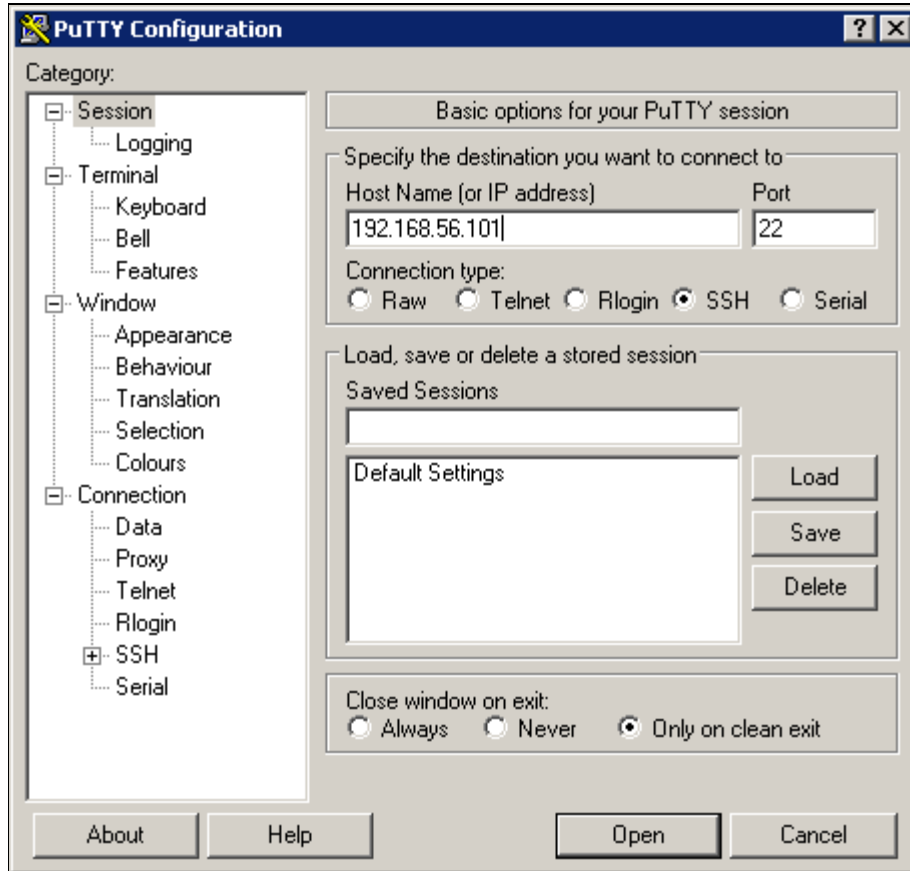 PuTTY Configuration
Category:
Session
Logging
Terminal
Keyboard
Bell
Features
Window
Appearance
Behaviour
Translation
Selection
Colours
Connection
Data
Proxy
Telnet
Rlogin
SSH
Serial
Basic options for your PuTTY session
Specify the destination you want to connect to
Host Name (or IP address) Port
192.168.56.101 22
Connection type:
Raw Telnet Rlogin SSH Serial
Load, save or delete a stored session
Saved Sessions
Default Settings
Load
Save
Delete
Close window on exit:
Always Never Only on clean exit
About Help Open Cancel